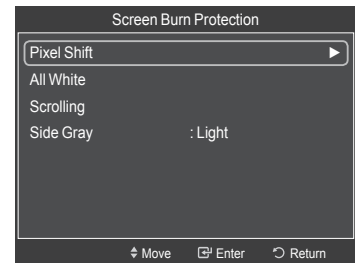 Screen Burn Protection
Pixel Shift ►
All White
Scrolling
Side Gray : Light
Move Enter Return